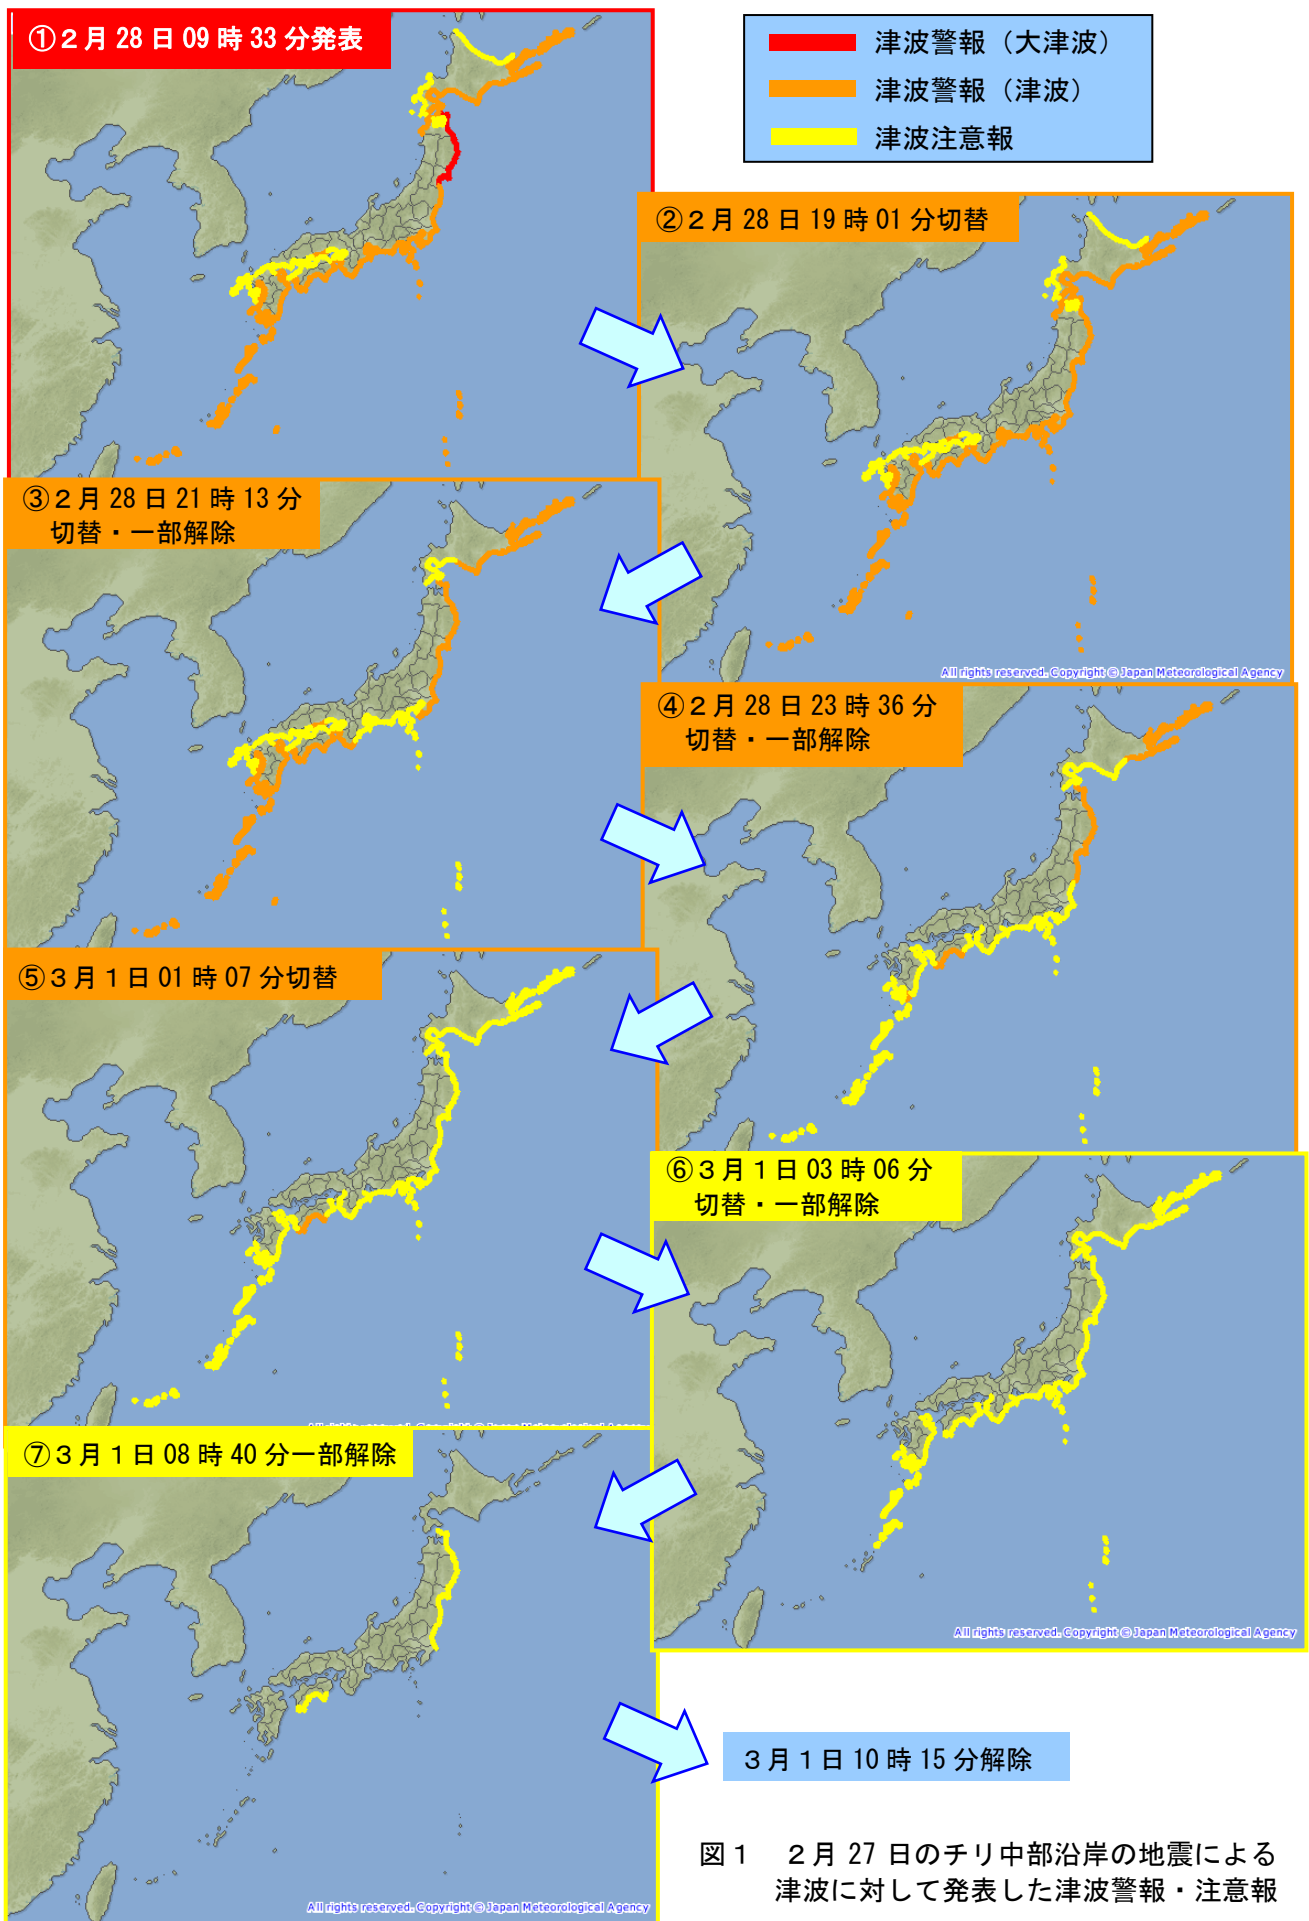 ①２月 28 日 09 時 33 分発表
津波警報（大津波）
津波警報（津波）
津波注意報
②２月 28 日 19 時 01 分切替
All rights reserved. Copyright © Japan Meteorological Agency
③２月 28 日 21 時 13 分
切替・一部解除
④２月 28 日 23 時 36 分
切替・一部解除
⑤３月１日 01 時 07 分切替
All rights reserved. Copyright © Japan Meteorological Agency
⑥３月１日 03 時 06 分
切替・一部解除
All rights reserved. Copyright © Japan Meteorological Agency
⑦３月１日 08 時 40 分一部解除
All rights reserved. Copyright © Japan Meteorological Agency
３月１日 10 時 15 分解除
図１　２月 27 日のチリ中部沿岸の地震による
津波に対して発表した津波警報・注意報